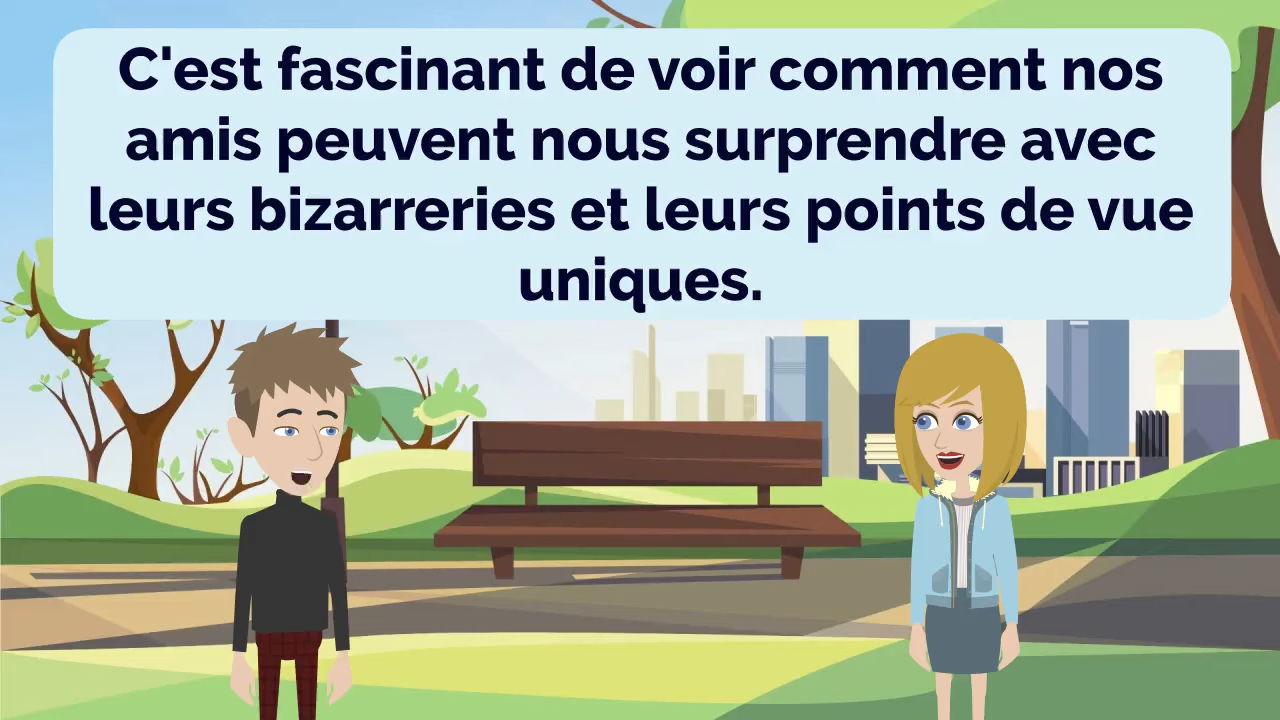 C'est fascinant de voir comment nos
amis peuvent nous surprendre avec
leurs bizarreries et leurs points de vue
uniques.